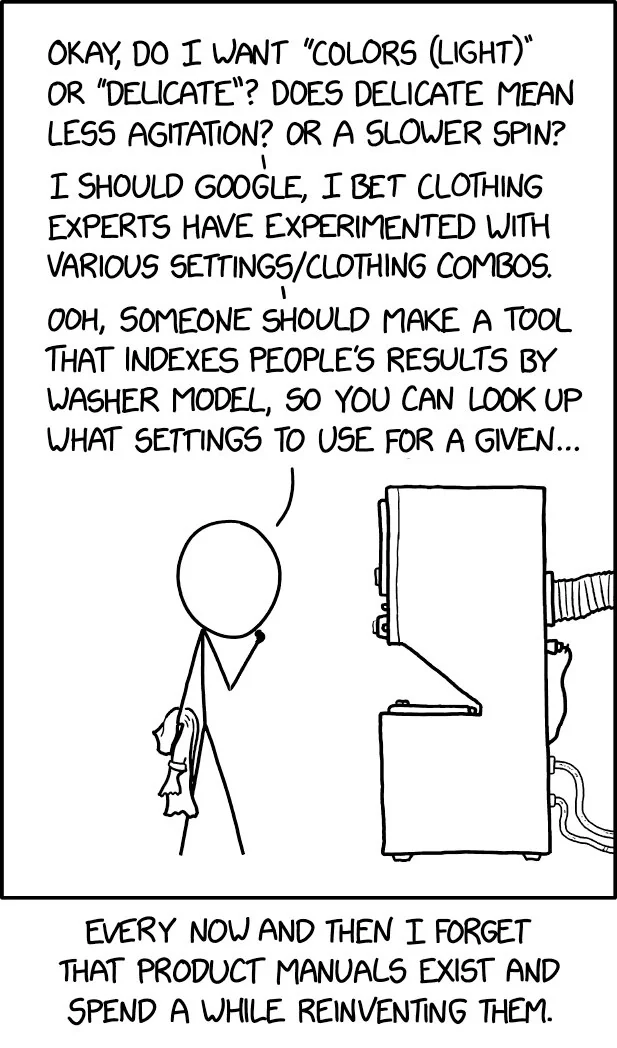 OKAY, DO I WANT "COLORS (LIGHT)"
OR "DELICATE"? DOES DELICATE MEAN
LESS AGITATION? OR A SLOWER SPIN?
I SHOULD GOOGLE, I BET CLOTHING
EXPERTS HAVE EXPERIMENTED WITH
VARIOUS SETTINGS/CLOTHING COMBOS.
OOH, SOMEONE SHOULD MAKE A TOOL
THAT INDEXES PEOPLE'S RESULTS BY
WASHER MODEL, SO YOU CAN LOOK UP
WHAT SETTINGS TO USE FOR A GIVEN...
EVERY NOW AND THEN I FORGET
THAT PRODUCT MANUALS EXIST AND
SPEND A WHILE REINVENTING THEM.